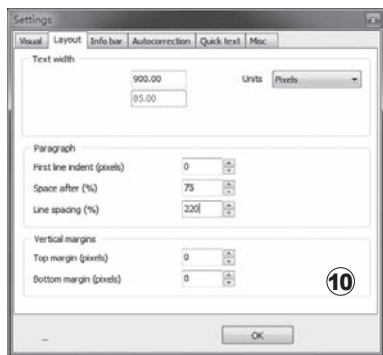 Settings
Visual Layout Info bar Autocorrection Quick text Misc
Text width
900.00 Units Pixels
85.00
Paragraph
First line indent (pixels) 0
Space after (%) 75
Line spacing (%) 220
Vertical margins
Top margin (pixels) 0
Bottom margin (pixels) 0
10
OK